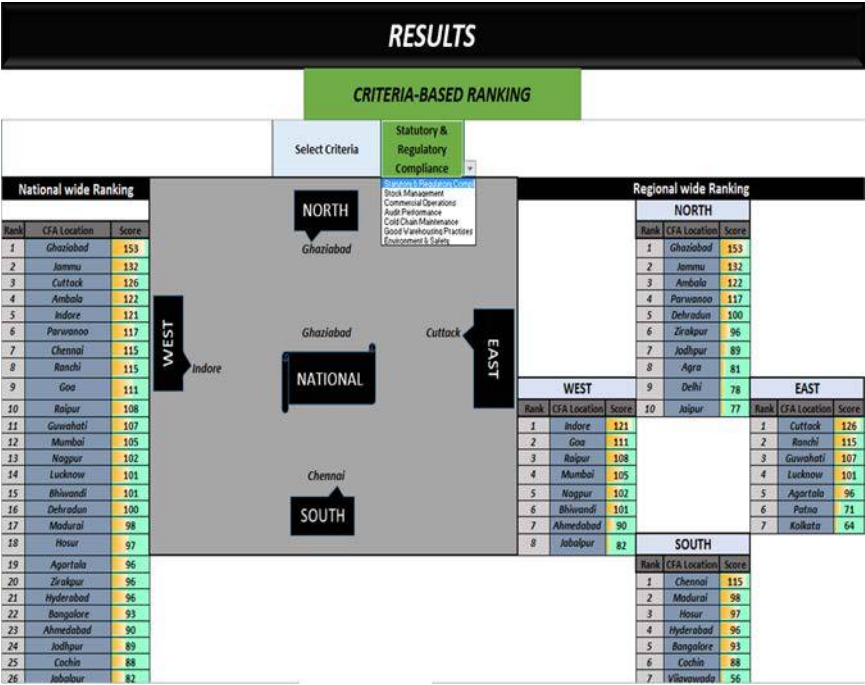 RESULTS
CRITERIA-BASED RANKING
Select Criteria
Statutory &
Regulatory
Compliance
Statutory & Regulatory Compl
Stock Management
Commercial Operations
Audit Performance
Cold Chain Maintenance
Good Warehousing Practises
Environment & Safety
National wide Ranking
Rank CFA Location Score
1 Ghaziabad 153
2 Jammu 132
3 Cuttack 126
4 Ambala 122
5 Indore 121
6 Parwanoo 117
7 Chennai 115
8 Ranchi 115
9 Goa 111
10 Raipur 108
11 Guwahati 107
12 Mumbai 105
13 Nagpur 102
14 Lucknow 101
15 Bhiwandi 101
16 Dehradun 100
17 Madurai 98
18 Hosur 97
19 Agartala 96
20 Zirakpur 96
21 Hyderabad 96
22 Bangalore 93
23 Ahmedabad 90
24 Jodhpur 89
25 Cochin 88
26 Jabalpur 82
NORTH
Ghaziabad
WEST
Indore
Ghaziabad
NATIONAL
Cuttack
EAST
Chennai
SOUTH
Regional wide Ranking
NORTH
Rank CFA Location Score
1 Ghaziabad 153
2 Jammu 132
3 Ambala 122
4 Parwanoo 117
5 Dehradun 100
6 Zirakpur 96
7 Jodhpur 89
8 Agra 81
9 Delhi 78
10 Jaipur 77
WEST
Rank CFA Location Score
1 Indore 121
2 Goa 111
3 Raipur 108
4 Mumbai 105
5 Nagpur 102
6 Bhiwandi 101
7 Ahmedabad 90
8 Jabalpur 82
EAST
Rank CFA Location Score
1 Cuttack 126
2 Ranchi 115
3 Guwahati 107
4 Lucknow 101
5 Agartala 96
6 Patna 71
7 Kolkata 64
SOUTH
Rank CFA Location Score
1 Chennai 115
2 Madurai 98
3 Hosur 97
4 Hyderabad 96
5 Bangalore 93
6 Cochin 88
7 Vijayawada 56